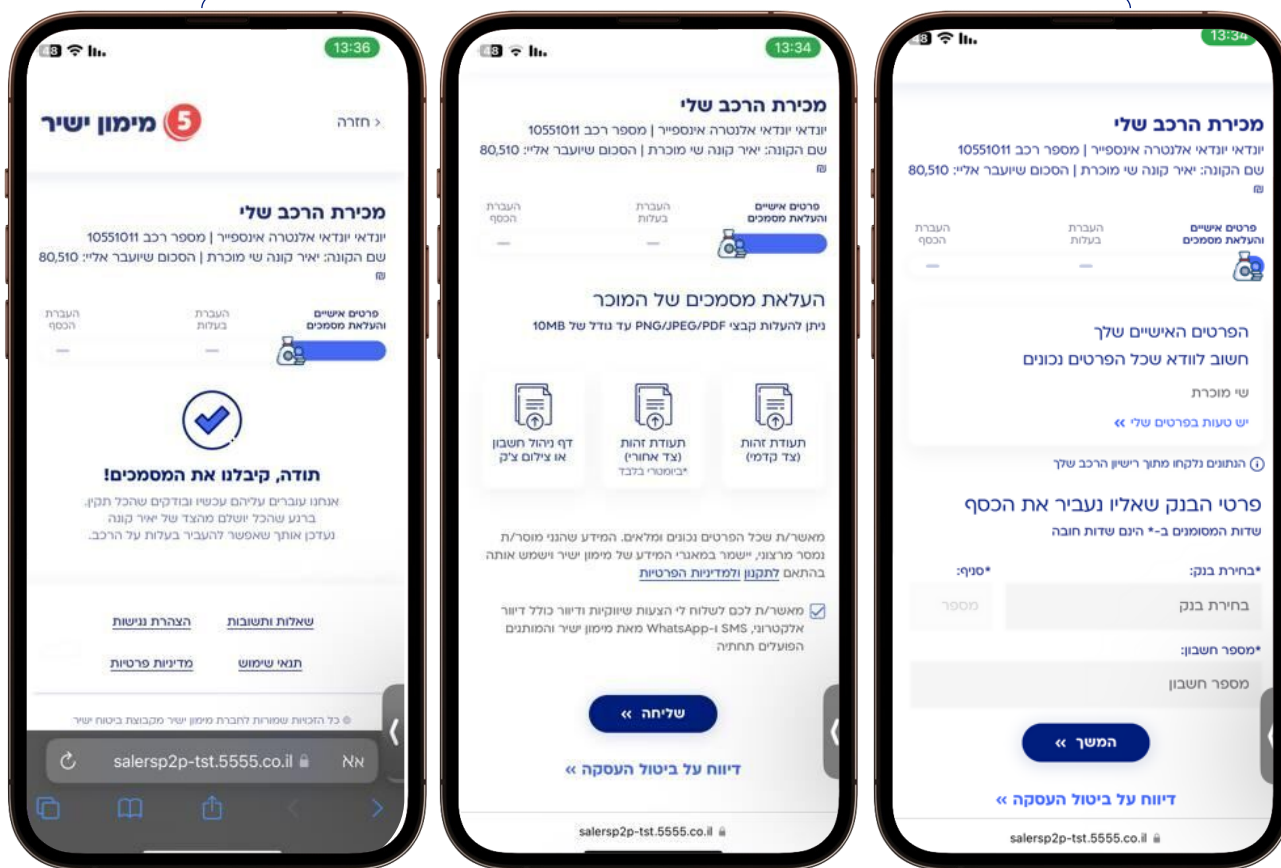 13:34
מכירת הרכב שלי
יונדאי יונדאי אלנטרה אינספייר | מספר רכב 10551011
שם הקונה: יאיר קונה שי מוכרת | הסכום שיועבר אליי: 80,510
₪
פרטים אישיים
והעלאת מסמכים
העברת
בעלות
העברת
הכסף
הפרטים האישיים שלך
חשוב לוודא שכל הפרטים נכונים
שי מוכרת
יש טעות בפרטים שלי »
הנתונים נלקחו מתוך רישיון הרכב שלך
פרטי הבנק שאליו נעביר את הכסף
שדות המסומנים ב-* הינם שדות חובה
*בחירת בנק:
*סניף:
בחירת בנק
מספר
*מספר חשבון:
מספר חשבון
המשך »
דיווח על ביטול העסקה »
salersp2p-tst.5555.co.il
13:34
48
מכירת הרכב שלי
יונדאי יונדאי אלנטרה אינספייר | מספר רכב 10551011
שם הקונה: יאיר קונה שי מוכרת | הסכום שיועבר אליי: 80,510
₪
פרטים אישיים
והעלאת מסמכים
העברת
בעלות
העברת
הכסף
העלאת מסמכים של המוכר
ניתן להעלות קבצי PNG/JPEG/PDF עד גודל של 10MB
תעודת זהות
(צד קדמי)
תעודת זהות
(צד אחורי)
*ביומטרי בלבד
דף ניהול חשבון
או צילום צ'ק
מאשר/ת שכל הפרטים נכונים ומלאים. המידע שהנני מוסר/ת
נמסר מרצוני, יישמר במאגרי המידע של מימון ישיר וישמש אותה
בהתאם לתקנון ולמדיניות הפרטיות
מאשר/ת לכם לשלוח לי הצעות שיווקיות ודיוור כולל דיוור
אלקטרוני, SMS ו-WhatsApp מאת מימון ישיר והמותגים
הפועלים תחתיה
שליחה »
דיווח על ביטול העסקה »
salersp2p-tst.5555.co.il
13:36
48
< חזרה
5 מימון ישיר
מכירת הרכב שלי
יונדאי יונדאי אלנטרה אינספייר | מספר רכב 10551011
שם הקונה: יאיר קונה שי מוכרת | הסכום שיועבר אליי: 80,510
₪
פרטים אישיים
והעלאת מסמכים
העברת
בעלות
העברת
הכסף
תודה, קיבלנו את המסמכים!
אנחנו עוברים עליהם עכשיו ובודקים שהכל תקין.
ברגע שהכל יושלם מהצד של יאיר קונה
נעדכן אותך שאפשר להעביר בעלות על הרכב.
שאלות ותשובות
הצהרת נגישות
תנאי שימוש
מדיניות פרטיות
© כל הזכויות שמורות לחברת מימון ישיר מקבוצת ביטוח ישיר
אא
salersp2p-tst.5555.co.il